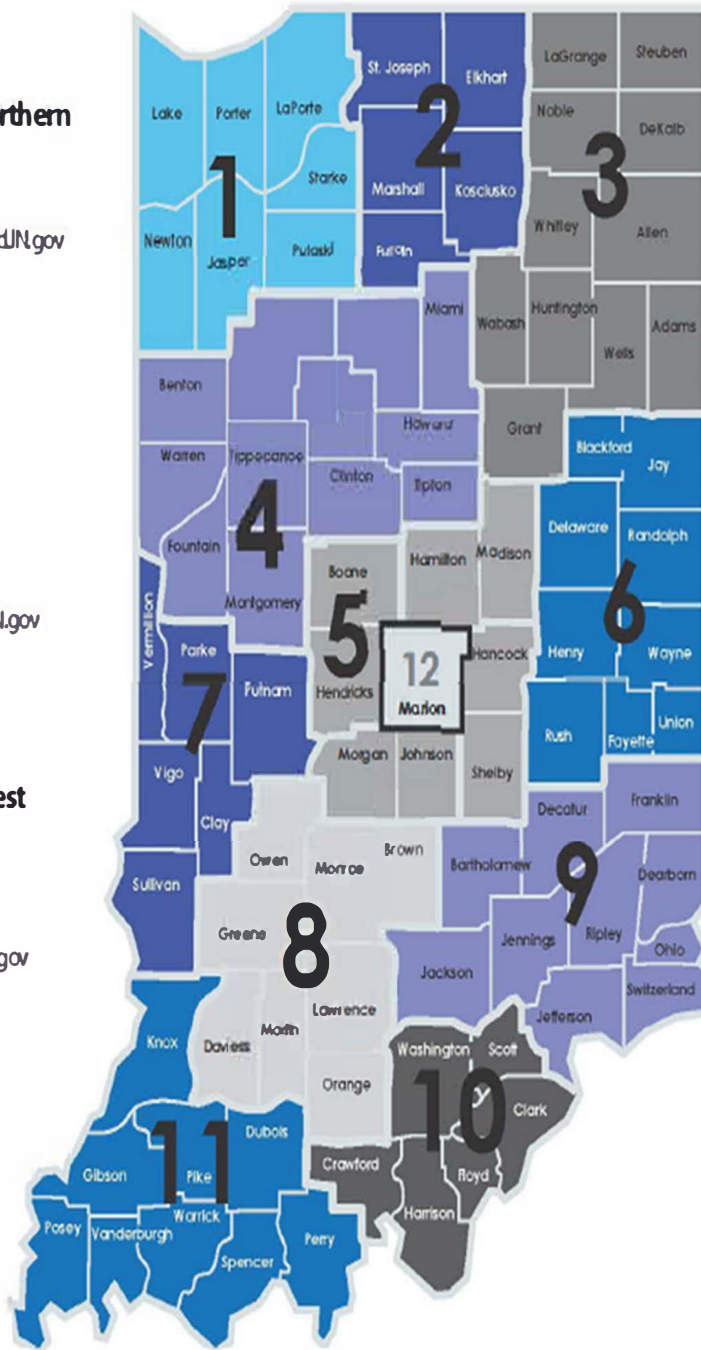 rthern
dIN.gov
N.gov
est
gov
St. Joseph
Elkhart
LaGrange
Steuben
Lake
Porter
LaPorte
2
Noble
DeKalb
1
Starke
Marshall
Kosciusko
3
Whitley
Allen
Newton
Jasper
Pulaski
Fulton
Miami
Wabash
Huntington
Wells
Adams
Benton
Howard
Grant
Warren
Tippecanoe
Clinton
Tipton
Blackford
Jay
4
Delaware
Randolph
Fountain
Montgomery
Boone
Hamilton
Madison
5
6
Vermillion
Parke
Putnam
Hendricks
12
Marion
Hancock
Henry
Wayne
7
Morgan
Johnson
Shelby
Rush
Fayette
Union
Vigo
Clay
Decatur
Franklin
Owen
Monroe
Brown
Bartholomew
9
Dearborn
Sullivan
Greene
8
Jennings
Ripley
Ohio
Jackson
Switzerland
Knox
Daviess
Martin
Lawrence
Jefferson
Orange
Washington
Scott
10
Clark
Dubois
11
Gibson
Pike
Crawford
Floyd
Harrison
Posey
Vanderburgh
Warrick
Spencer
Perry